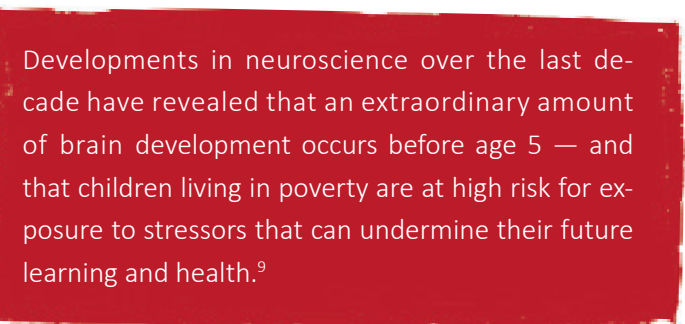 Developments in neuroscience over the last de-
cade have revealed that an extraordinary amount
of brain development occurs before age 5 — and
that children living in poverty are at high risk for ex-
posure to stressors that can undermine their future
learning and health.9